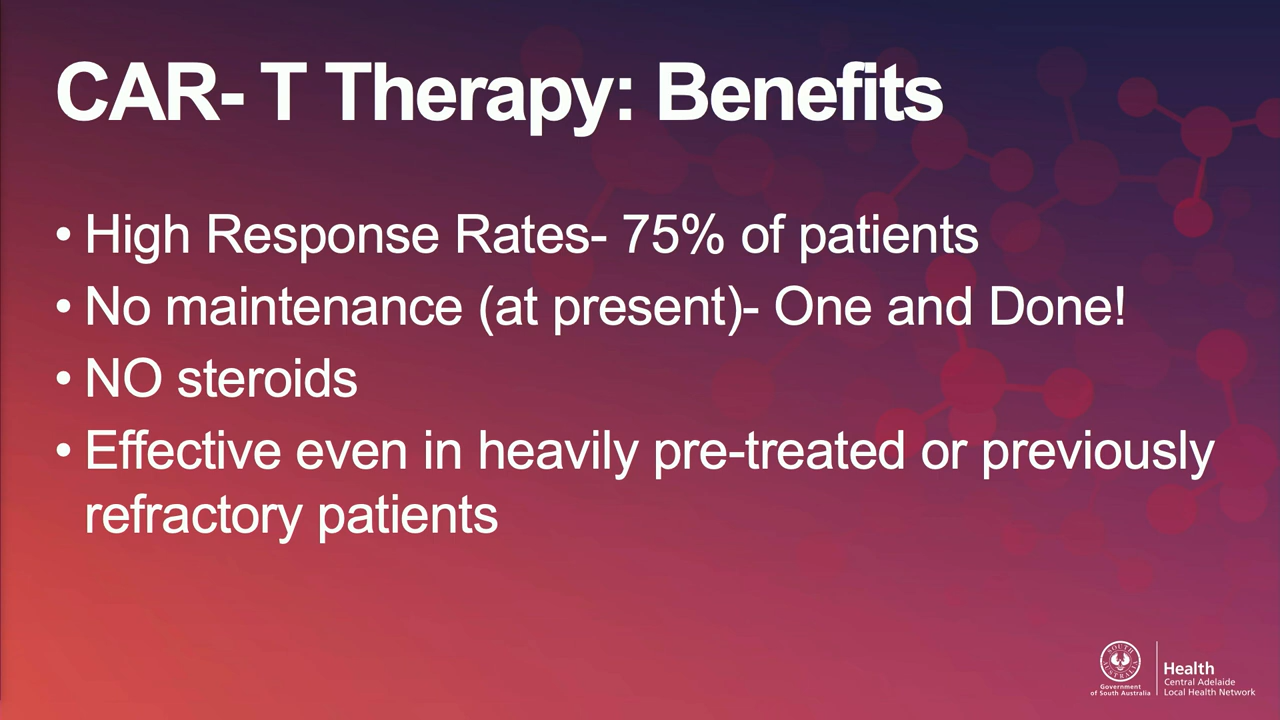 CAR- T Therapy: Benefits
• High Response Rates- 75% of patients
• No maintenance (at present)- One and Done!
• NO steroids
• Effective even in heavily pre-treated or previously
refractory patients
SOUTH AUSTRALIA
Government
of South Australia
Health
Central Adelaide
Local Health Network